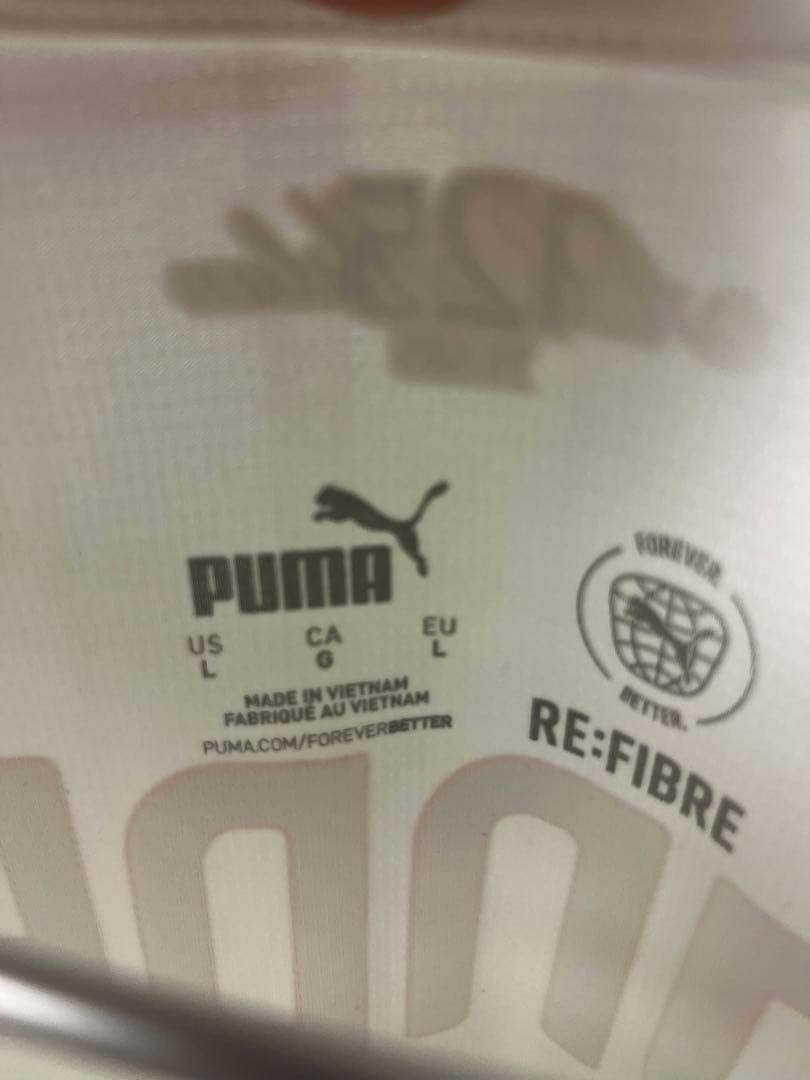 PUMA
US CA EU
L G L
MADE IN VIETNAM
FABRIQUÉ AU VIETNAM
PUMA.COM/FOREVERBETTER
FOREVER
BETTER.
RE:FIBRE